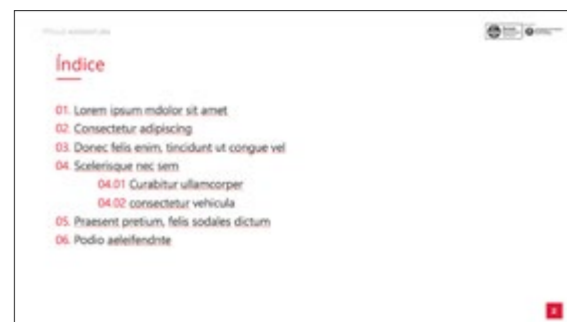 Índice
01. Lorem ipsum mdolor sit amet
02. Consectetur adipiscing
03. Donec felis enim, tincidunt ut congue vel
04. Scelerisque nec sem
04.01 Curabitur ullamcorper
04.02 consectetur vehicula
05. Praesent pretium, felis sodales dictum
06. Podio aeleifendnte
2